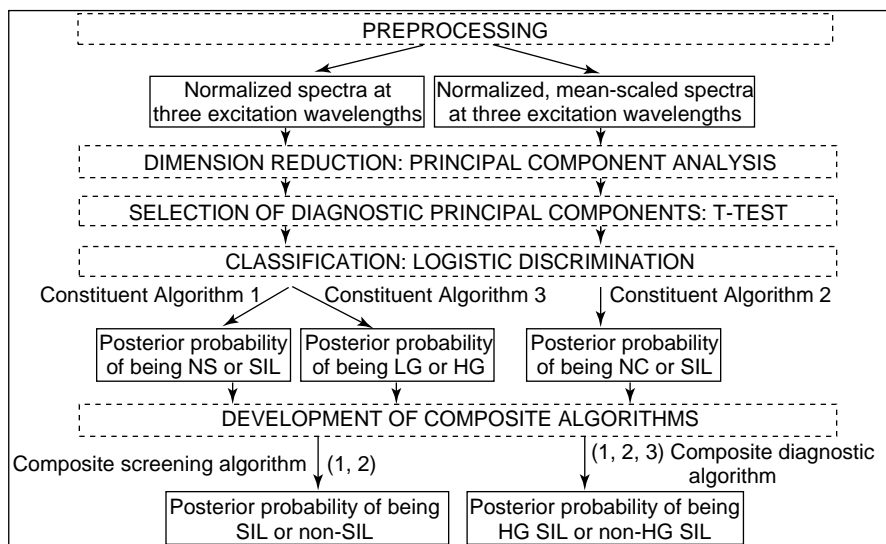 PREPROCESSING
Normalized spectra at
three excitation wavelengths
Normalized, mean-scaled spectra
at three excitation wavelengths
DIMENSION REDUCTION: PRINCIPAL COMPONENT ANALYSIS
SELECTION OF DIAGNOSTIC PRINCIPAL COMPONENTS: T-TEST
CLASSIFICATION: LOGISTIC DISCRIMINATION
Constituent Algorithm 1
Constituent Algorithm 3
Constituent Algorithm 2
Posterior probability
of being NS or SIL
Posterior probability
of being LG or HG
Posterior probability
of being NC or SIL
DEVELOPMENT OF COMPOSITE ALGORITHMS
Composite screening algorithm (1, 2)
(1, 2, 3) Composite diagnostic
algorithm
Posterior probability of being
SIL or non-SIL
Posterior probability of being
HG SIL or non-HG SIL